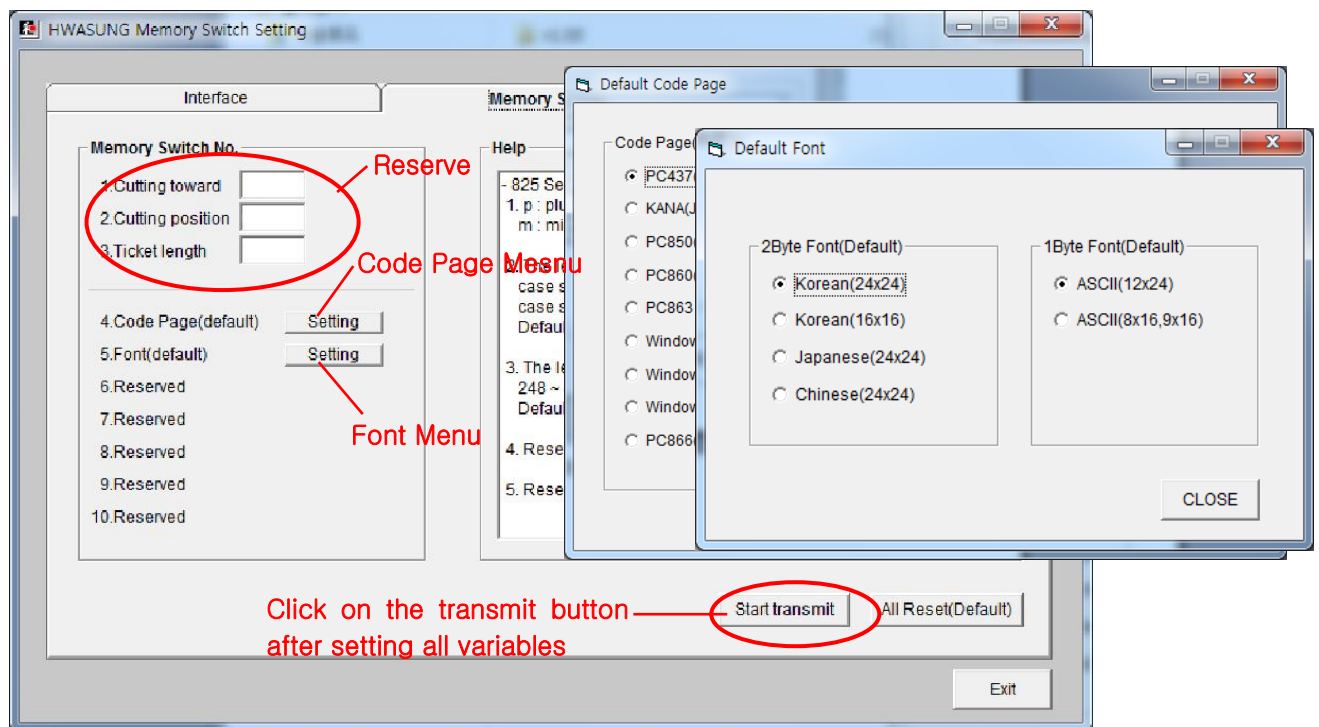 HWASUNG Memory Switch Setting
Interface
Memory S
Memory Switch No.
1.Cutting toward
2.Cutting position
3.Ticket length
Reserve
Code Page Mesnu
4.Code Page(default) Setting
5.Font(default) Setting
6.Reserved
7.Reserved
8.Reserved
9.Reserved
10.Reserved
Font Menu
Help
- 825 Se
1. p : plu
m : mi
case s
case s
Defaul
3. The le
248 ~
Defaul
4. Rese
5. Rese
Default Code Page
Code Page(
PC437(
KANA(J
PC850(
PC860(
PC863
Window
Window
Window
PC866(
Default Font
2Byte Font(Default)
Korean(24x24)
Korean(16x16)
Japanese(24x24)
Chinese(24x24)
1Byte Font(Default)
ASCII(12x24)
ASCII(8x16,9x16)
CLOSE
Click on the transmit button
after setting all variables
Start transmit
All Reset(Default)
Exit